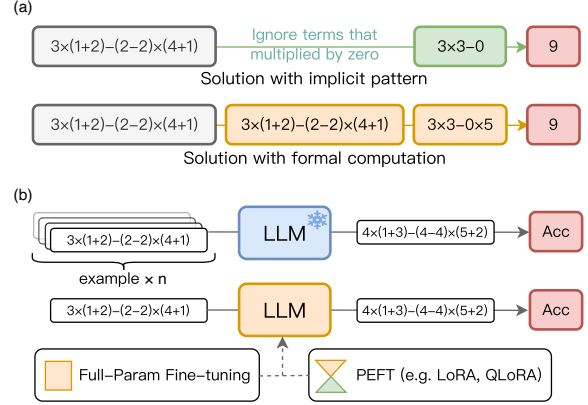 (a)
3×(1+2)−(2−2)×(4+1)
Ignore terms that
multiplied by zero
3×3−0
9
Solution with implicit pattern
3×(1+2)−(2−2)×(4+1)
3×(1+2)−(2−2)×(4+1)
3×3−0×5
9
Solution with formal computation
(b)
3×(1+2)−(2−2)×(4+1)
LLM
4×(1+3)−(4−4)×(5+2)
Acc
example × n
3×(1+2)−(2−2)×(4+1)
LLM
4×(1+3)−(4−4)×(5+2)
Acc
Full-Param Fine-tuning
PEFT (e.g. LoRA, QLoRA)